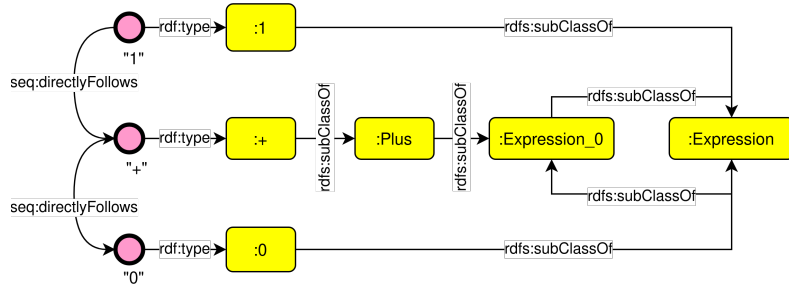 rdf:type
:1
rdfs:subClassOf
"1"
seq:directlyFollows
rdfs:subClassOf
rdf:type
:+
rdfs:subClassOf
:Plus
rdfs:subClassOf
:Expression_0
:Expression
"+"
rdfs:subClassOf
seq:directlyFollows
rdf:type
:0
rdfs:subClassOf
"0"